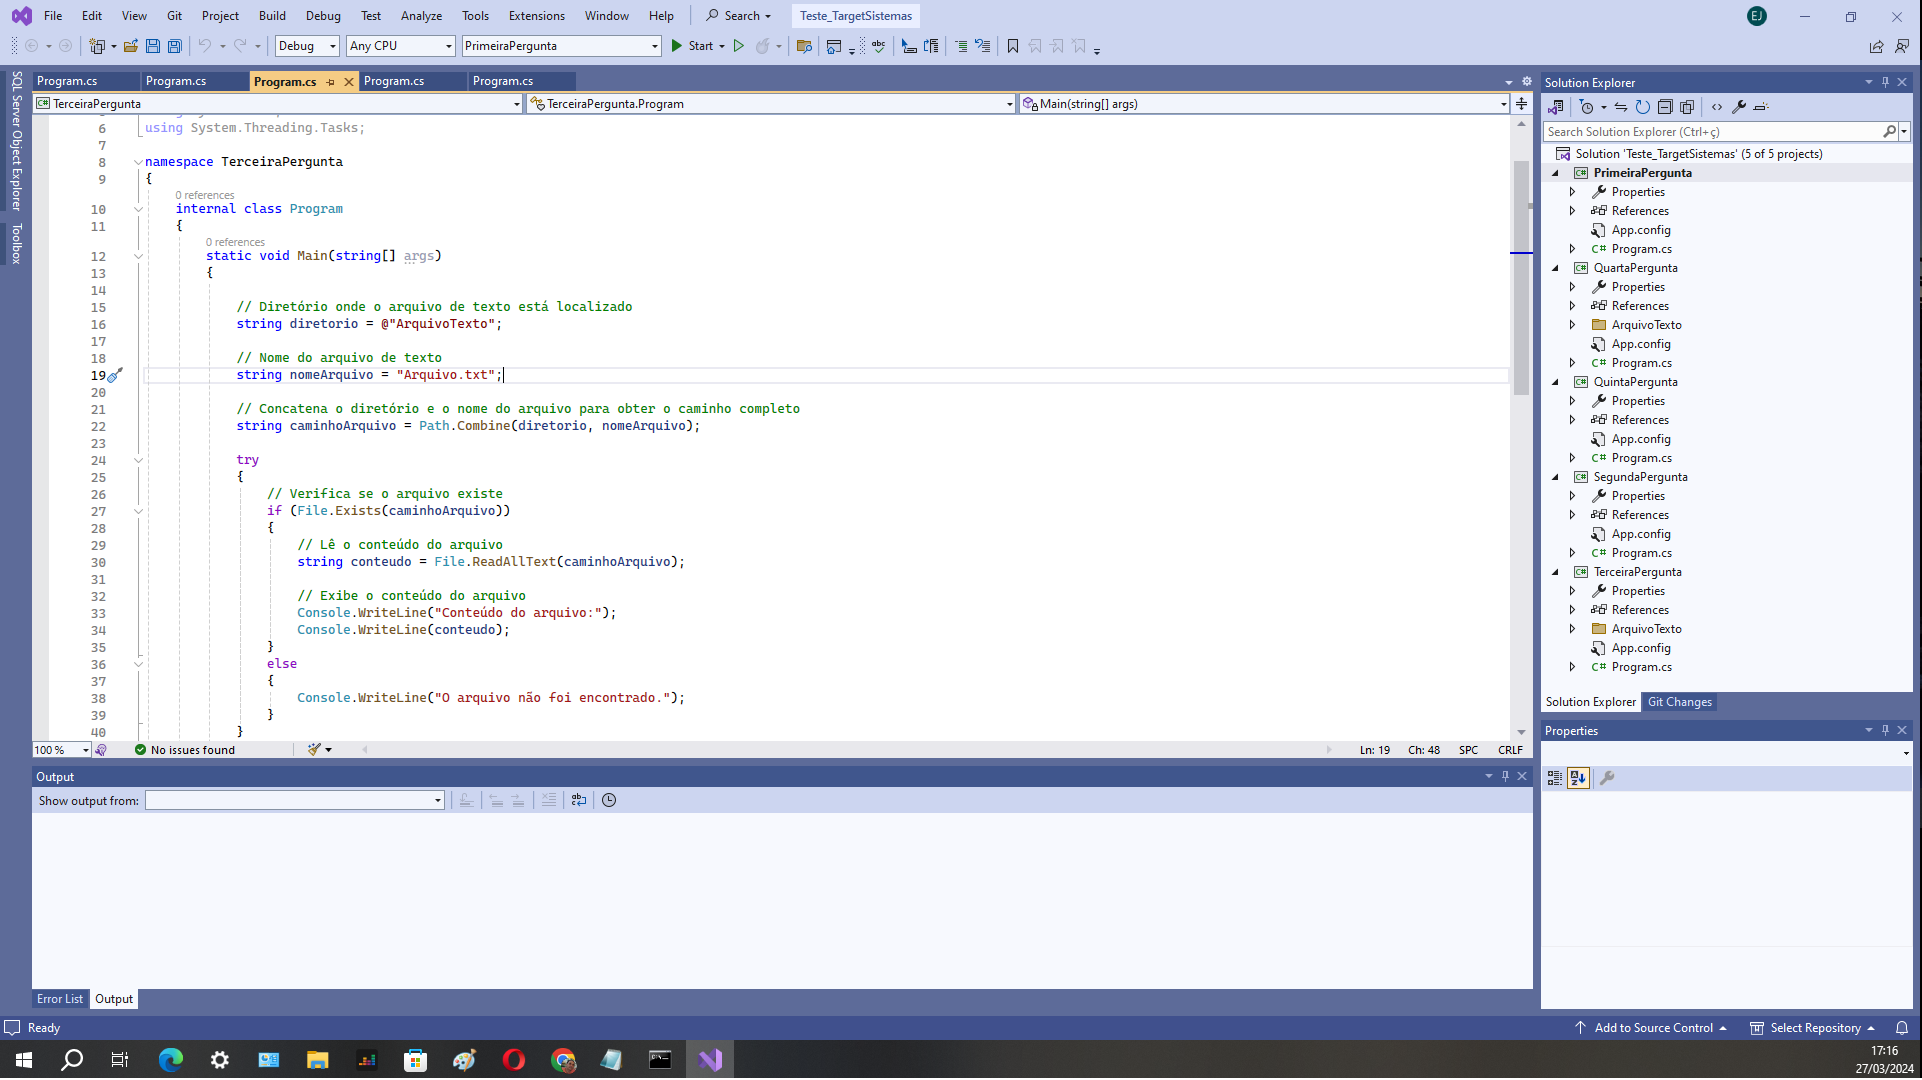 File Edit View Git Project Build Debug Test Analyze Tools Extensions Window Help Search Teste_TargetSistemas EJ
Debug Any CPU PrimeiraPergunta Start
SQL Server Object Explorer
Toolbox
Program.cs Program.cs Program.cs Program.cs Program.cs
TerceiraPergunta TerceiraPergunta.Program Main(string[] args)
6 using System.Threading.Tasks;
7
8 namespace TerceiraPergunta
9 {
0 references
10 internal class Program
11 {
0 references
12 static void Main(string[] args)
13 {
14
15 // Diretório onde o arquivo de texto está localizado
16 string diretorio = @"ArquivoTexto";
17
18 // Nome do arquivo de texto
19 string nomeArquivo = "Arquivo.txt";
20
21 // Concatena o diretório e o nome do arquivo para obter o caminho completo
22 string caminhoArquivo = Path.Combine(diretorio, nomeArquivo);
23
24 try
25 {
26 // Verifica se o arquivo existe
27 if (File.Exists(caminhoArquivo))
28 {
29 // Lê o conteúdo do arquivo
30 string conteudo = File.ReadAllText(caminhoArquivo);
31
32 // Exibe o conteúdo do arquivo
33 Console.WriteLine("Conteúdo do arquivo:");
34 Console.WriteLine(conteudo);
35 }
36 else
37 {
38 Console.WriteLine("O arquivo não foi encontrado.");
39 }
40 }
100 % No issues found Ln: 19 Ch: 48 SPC CRLF
Output
Show output from:
Error List Output
Solution Explorer
Search Solution Explorer (Ctrl+ç)
Solution 'Teste_TargetSistemas' (5 of 5 projects)
PrimeiraPergunta
Properties
References
App.config
C# Program.cs
QuartaPergunta
Properties
References
ArquivoTexto
App.config
C# Program.cs
QuintaPergunta
Properties
References
App.config
C# Program.cs
SegundaPergunta
Properties
References
App.config
C# Program.cs
TerceiraPergunta
Properties
References
ArquivoTexto
App.config
C# Program.cs
Solution Explorer Git Changes
Properties
Ready Add to Source Control Select Repository
17:16
27/03/2024